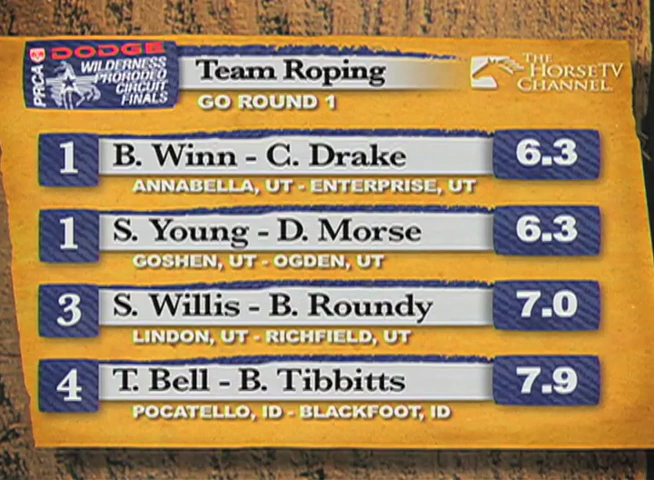 DODGE
PRCA
WILDERNESS
PRORODEO
CIRCUIT
FINALS
Team Roping
GO ROUND 1
THE
HORSETV
CHANNEL
1 B. Winn - C. Drake 6.3
ANNABELLA, UT - ENTERPRISE, UT
1 S. Young - D. Morse 6.3
GOSHEN, UT - OGDEN, UT
3 S. Willis - B. Roundy 7.0
LINDON, UT - RICHFIELD, UT
4 T. Bell - B. Tibbitts 7.9
POCATELLO, ID - BLACKFOOT, ID